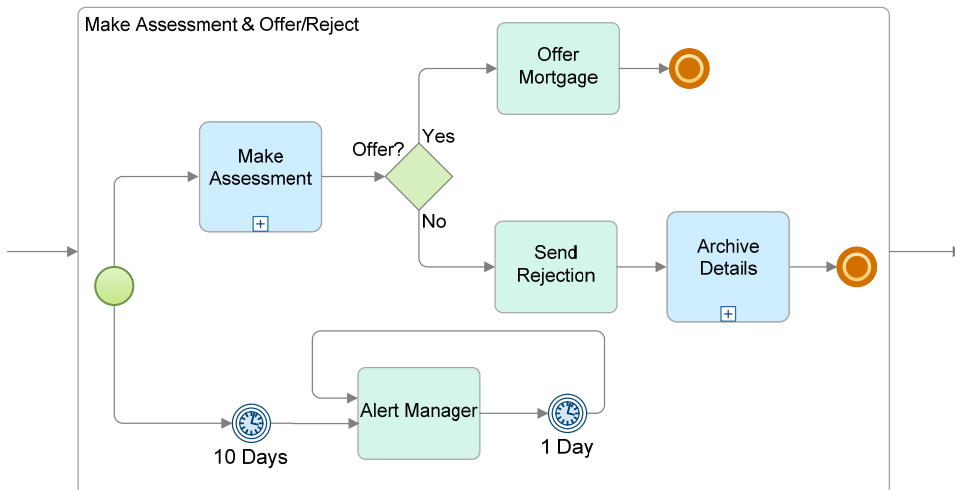 Make Assessment & Offer/Reject
Offer
Mortgage
Yes
Offer?
Make
Assessment
No
Send
Rejection
Archive
Details
Alert Manager
10 Days
1 Day